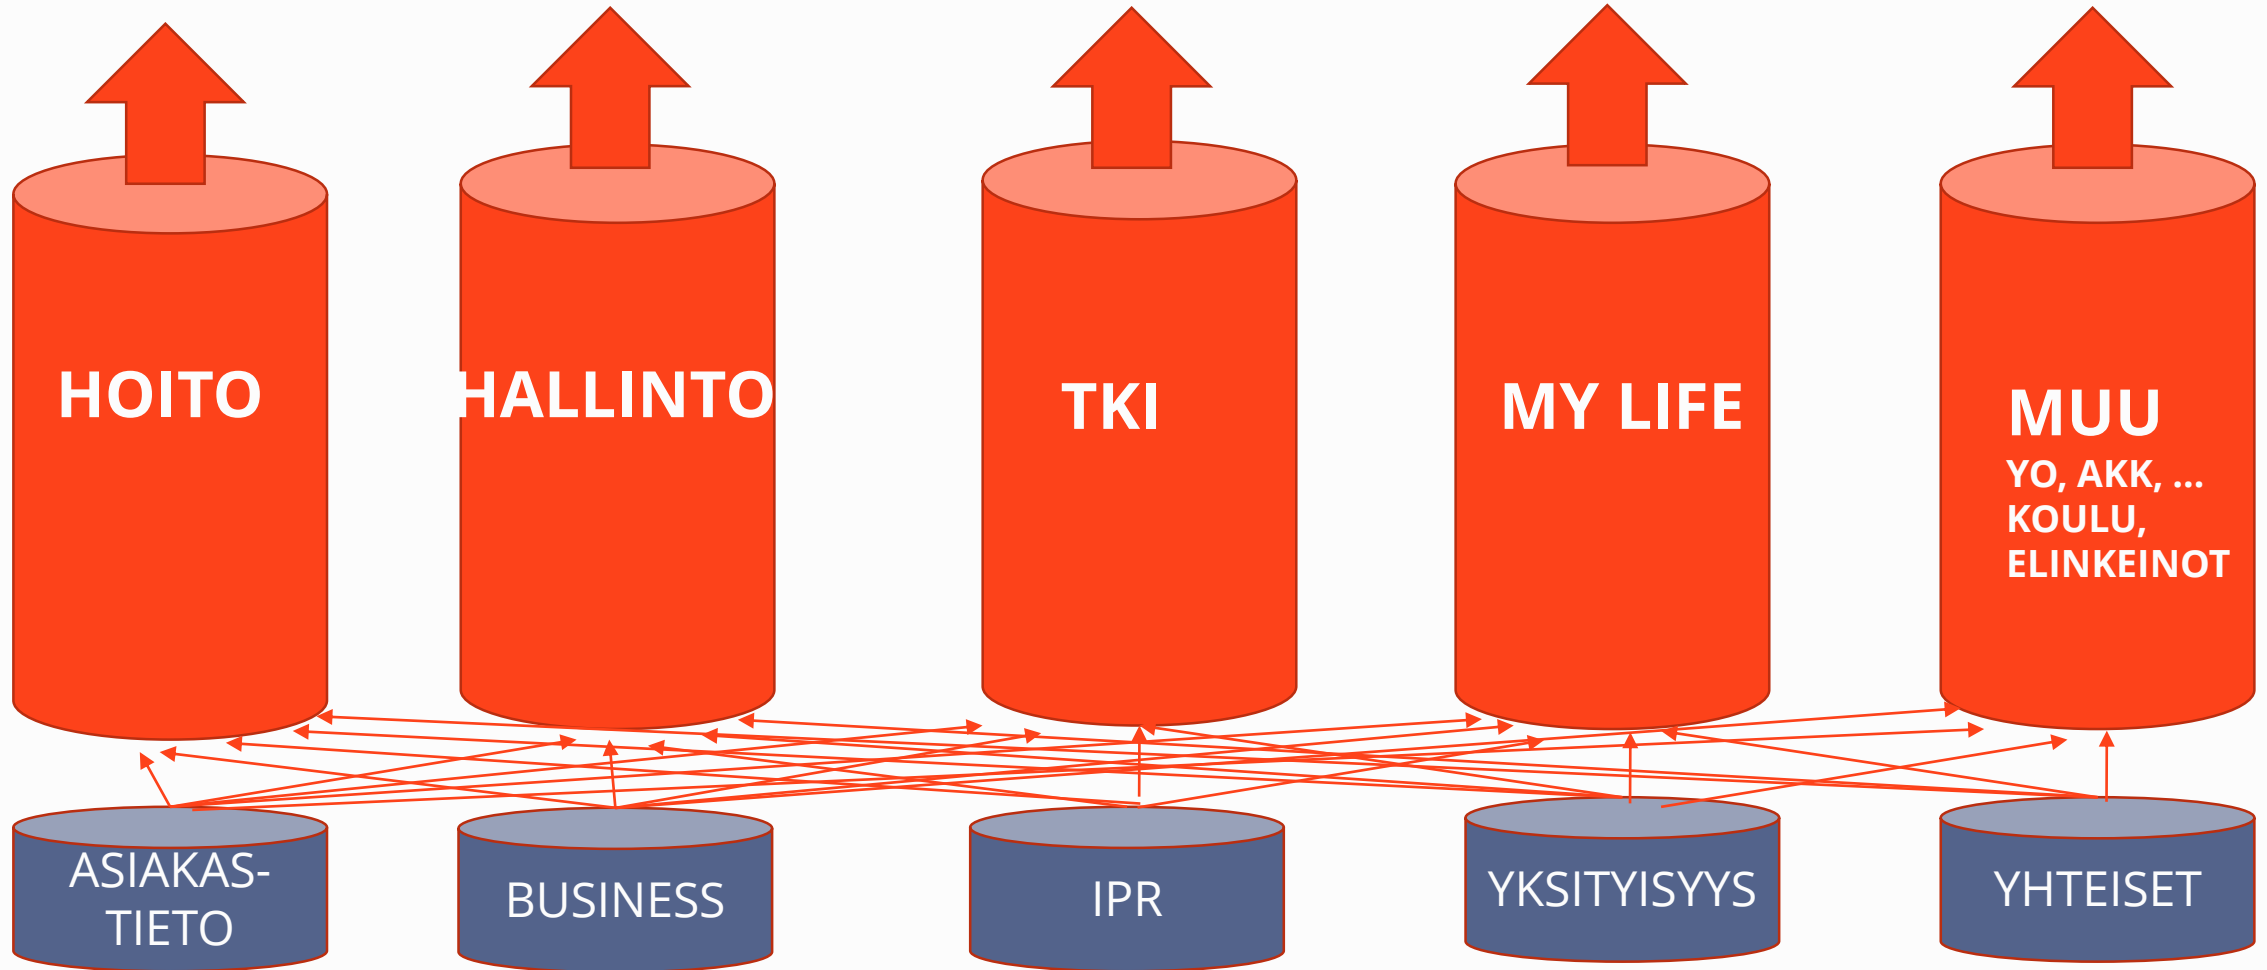 HOITO
HALLINTO
TKI
MY LIFE
MUU
YO, AKK, ...
KOULU,
ELINKEINOT
ASIAKAS-
TIETO
BUSINESS
IPR
YKSITYISYYS
YHTEISET